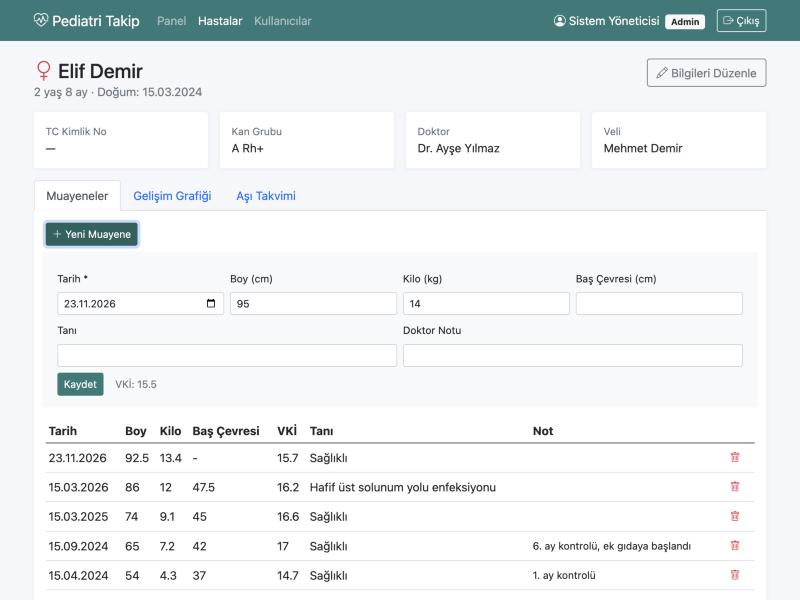 Pediatri Takip Panel Hastalar Kullanıcılar Sistem Yöneticisi Admin Çıkış
Elif Demir
Bilgileri Düzenle
2 yaş 8 ay · Doğum: 15.03.2024
TC Kimlik No Kan Grubu Doktor Veli
— A Rh+ Dr. Ayşe Yılmaz Mehmet Demir
Muayeneler Gelişim Grafiği Aşı Takvimi
+ Yeni Muayene
Tarih * Boy (cm) Kilo (kg) Baş Çevresi (cm)
23.11.2026 95 14
Tanı Doktor Notu
Kaydet VKİ: 15.5
Tarih Boy Kilo Baş Çevresi VKİ Tanı Not
23.11.2026 92.5 13.4 - 15.7 Sağlıklı
15.03.2026 86 12 47.5 16.2 Hafif üst solunum yolu enfeksiyonu
15.03.2025 74 9.1 45 16.6 Sağlıklı
15.09.2024 65 7.2 42 17 Sağlıklı 6. ay kontrolü, ek gıdaya başlandı
15.04.2024 54 4.3 37 14.7 Sağlıklı 1. ay kontrolü